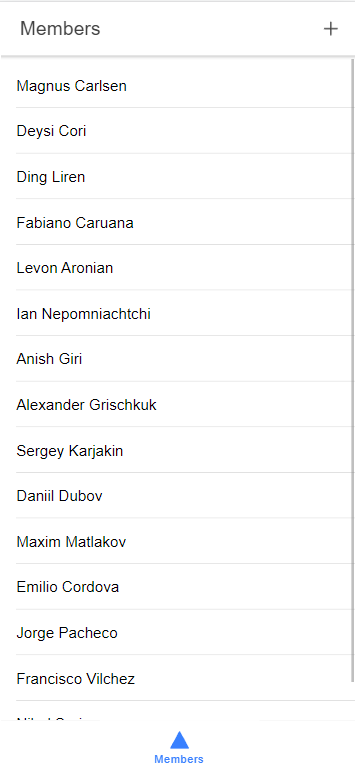 Members
+
Magnus Carlsen
Deysi Cori
Ding Liren
Fabiano Caruana
Levon Aronian
Ian Nepomniachtchi
Anish Giri
Alexander Grischkuk
Sergey Karjakin
Daniil Dubov
Maxim Matlakov
Emilio Cordova
Jorge Pacheco
Francisco Vilchez
Members